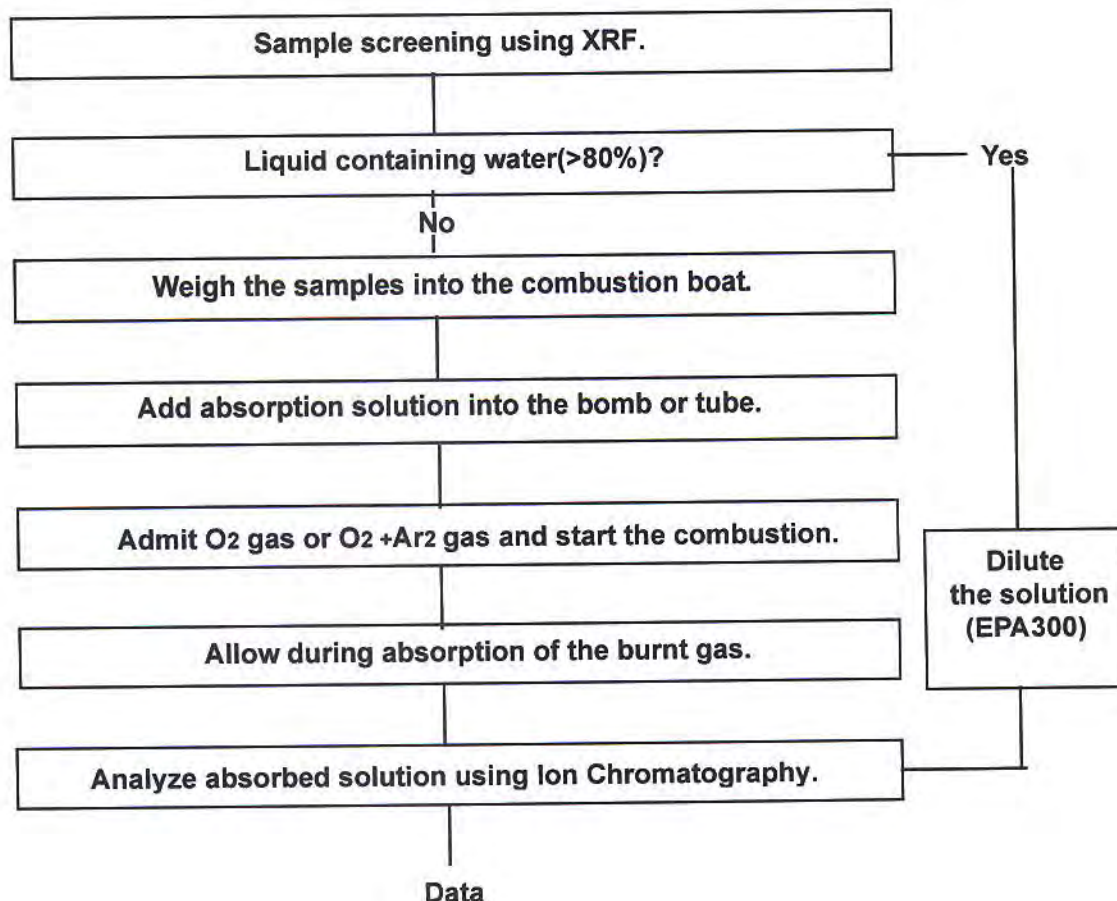 Sample screening using XRF.
Liquid containing water(>80%)?
Yes
No
Weigh the samples into the combustion boat.
Add absorption solution into the bomb or tube.
Admit O2 gas or O2 +Ar2 gas and start the combustion.
Dilute
the solution
(EPA300)
Allow during absorption of the burnt gas.
Analyze absorbed solution using Ion Chromatography.
Data